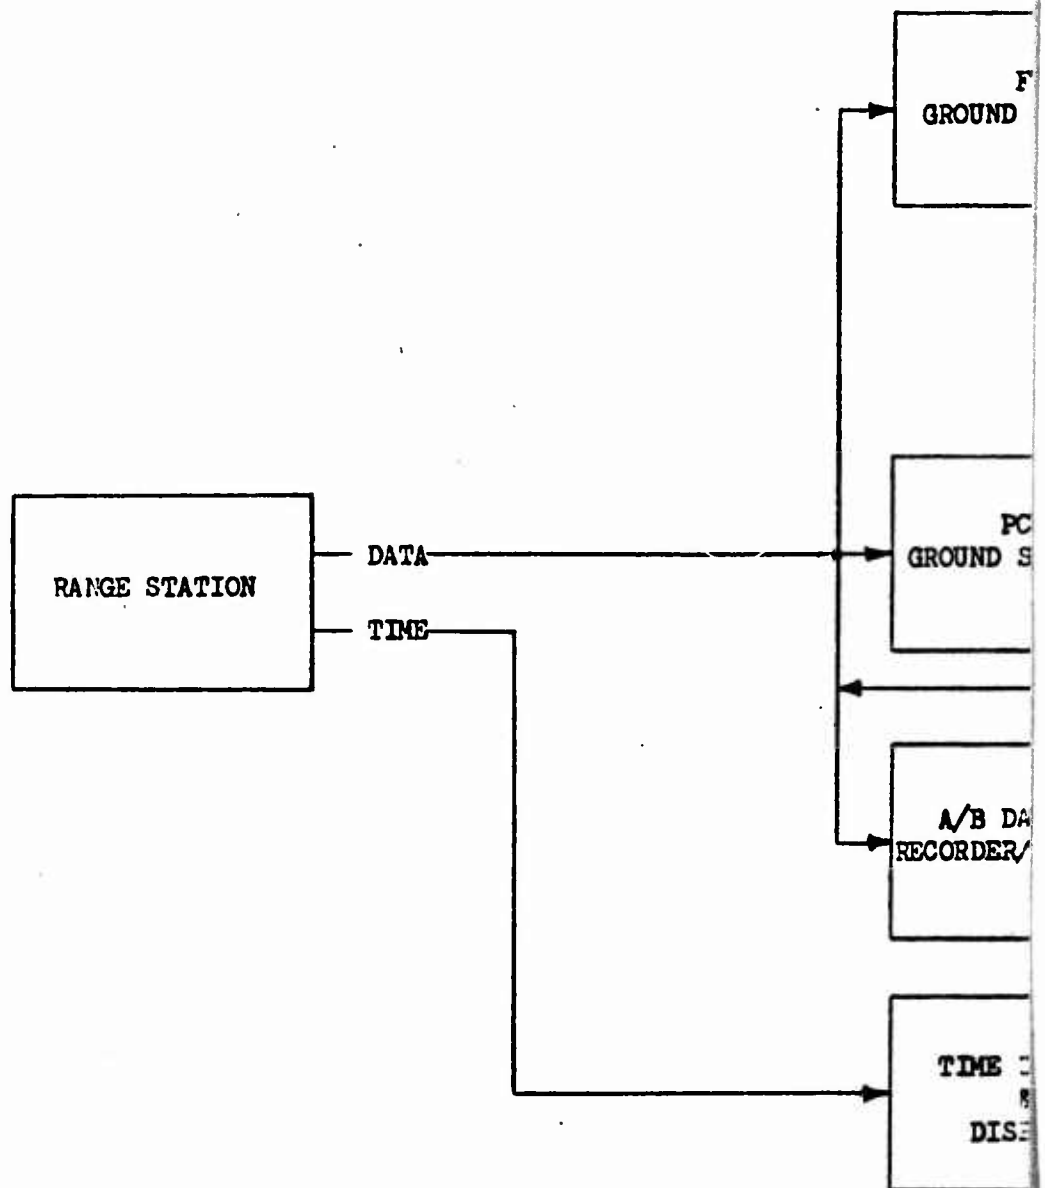 F
GROUND
PC
GROUND S
RANGE STATION
DATA
TIME
A/B DA
RECORDER/
TIME
DIS